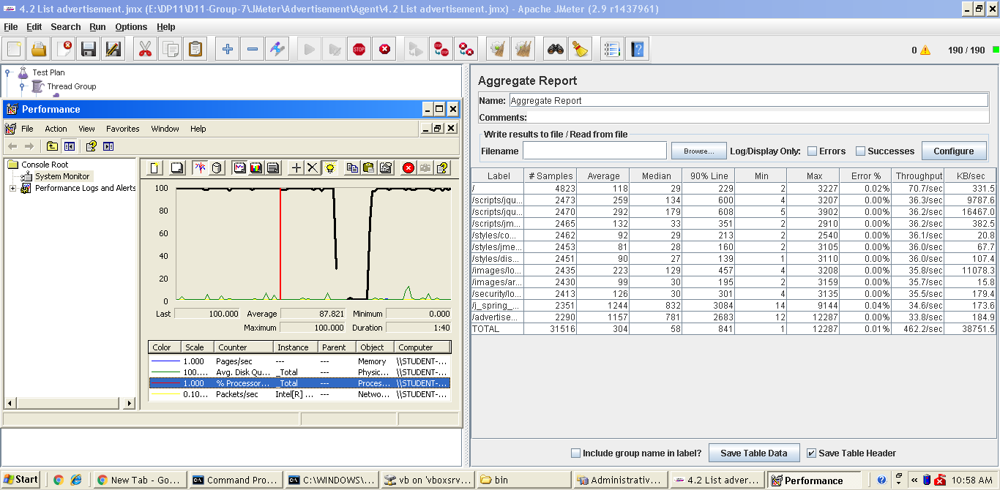 4.2 List advertisement.jmx (E:\DP11\D11-Group-7\JMeter\Advertisement\Agent\4.2 List advertisement.jmx) - Apache JMeter (2.9 r1437961)
File Edit Search Run Options Help
0 190 / 190
Test Plan
Thread Group
Performance
File Action View Favorites Window Help
Console Root
System Monitor
Performance Logs and Alerts
100
80
60
40
20
0
Last 100.000 Average 87.821 Minimum 0.000
Maximum 100.000 Duration 1:40
Color Scale Counter Instance Parent Object Computer
1.000 Pages/sec --- --- Memory \\STUDENT-...
100.... Avg. Disk Qu... _Total --- Physic... \\STUDENT-...
1.000 % Processor... _Total --- Proces... \\STUDENT-...
0.10... Packets/sec Intel[R] ... --- Netwo... \\STUDENT-...
Aggregate Report
Name: Aggregate Report
Comments:
Write results to file / Read from file
Filename Browse... Log/Display Only: Errors Successes Configure
Label # Samples Average Median 90% Line Min Max Error % Throughput KB/sec
/ 4823 118 29 229 2 3227 0.02% 70.7/sec 331.5
/scripts/jqu... 2473 259 134 600 4 3207 0.00% 36.3/sec 9787.6
/scripts/jqu... 2470 292 179 608 5 3902 0.00% 36.2/sec 16467.0
/scripts/jm... 2465 132 33 351 2 2910 0.00% 36.2/sec 382.5
/styles/co... 2462 92 29 213 2 2540 0.00% 36.1/sec 20.8
/styles/jme... 2453 81 28 160 2 3105 0.00% 36.0/sec 67.7
/styles/dis... 2451 90 27 139 1 3110 0.00% 36.0/sec 107.4
/images/lo... 2435 223 129 457 4 3208 0.00% 35.8/sec 11078.3
/images/ar... 2430 99 30 195 2 3159 0.00% 35.7/sec 15.8
/security/lo... 2413 126 30 301 4 3135 0.00% 35.5/sec 179.4
/j_spring_... 2351 1244 832 3084 14 9144 0.04% 34.6/sec 173.6
/advertise... 2290 1157 781 2683 12 12287 0.00% 33.8/sec 184.9
TOTAL 31516 304 58 841 1 12287 0.01% 462.2/sec 38751.5
Include group name in label? Save Table Data Save Table Header
Start New Tab - Go... Command Pro... C:\WINDOWS\... vb on 'vboxsrv... bin Administrativ... 4.2 List adver... Performance 10:58 AM